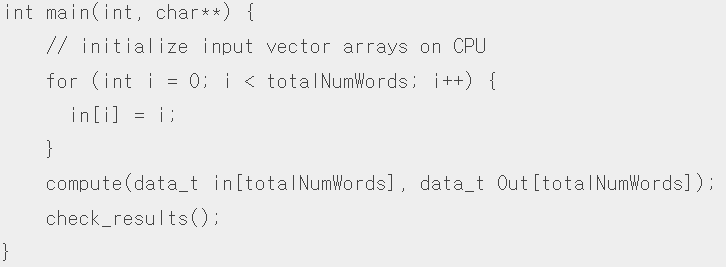 int main(int, char**) {
    // initialize input vector arrays on CPU
    for (int i = 0; i < totalNumWords; i++) {
      in[i] = i;
    }
    compute(data_t in[totalNumWords], data_t Out[totalNumWords]);
    check_results();
}